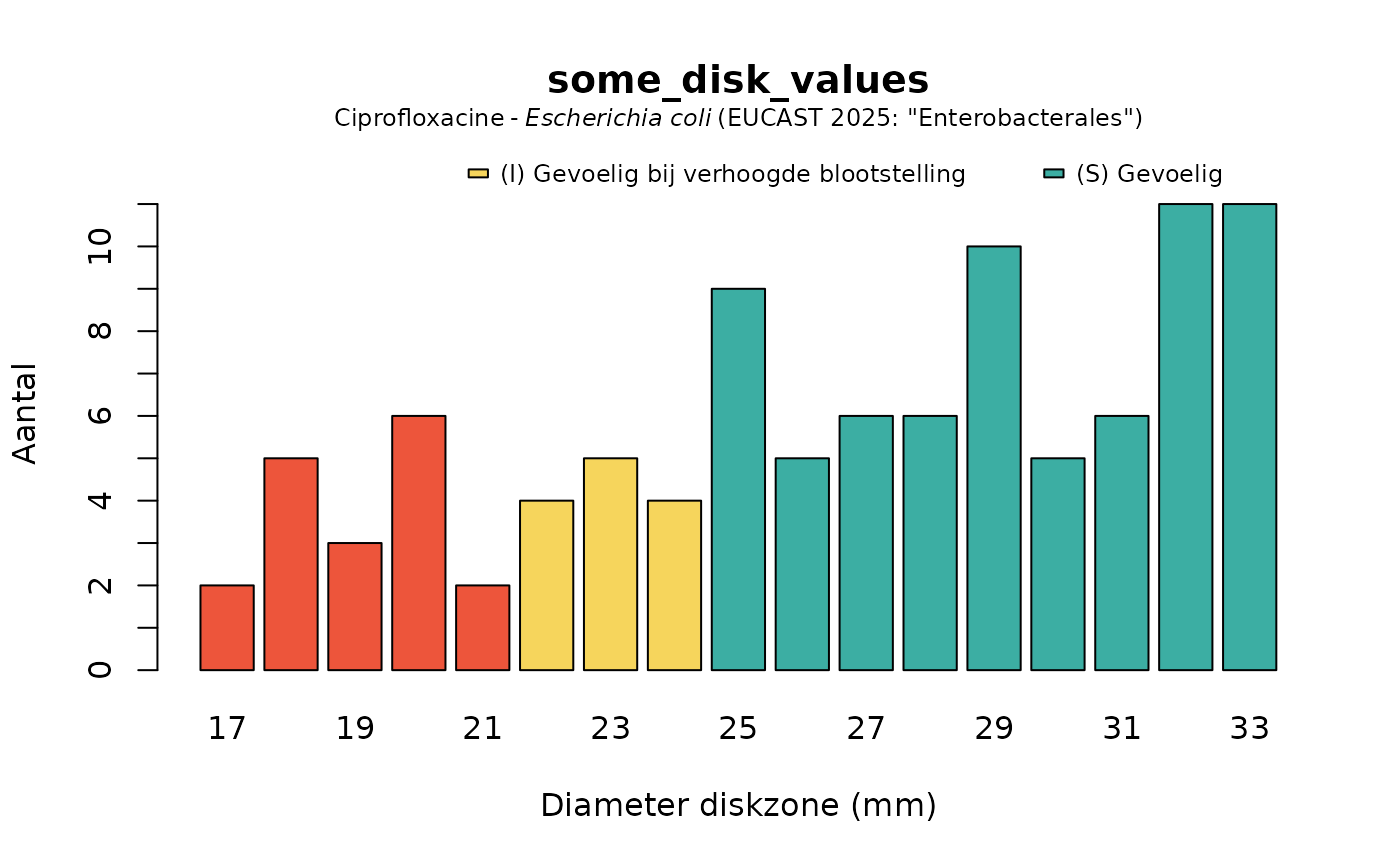 some_disk_values
Ciprofloxacine - Escherichia coli (EUCAST 2025: "Enterobacterales")
(I) Gevoelig bij verhoogde blootstelling (S) Gevoelig
10
8
6
4
2
0
Aantal
17 19 21 23 25 27 29 31 33
Diameter diskzone (mm)